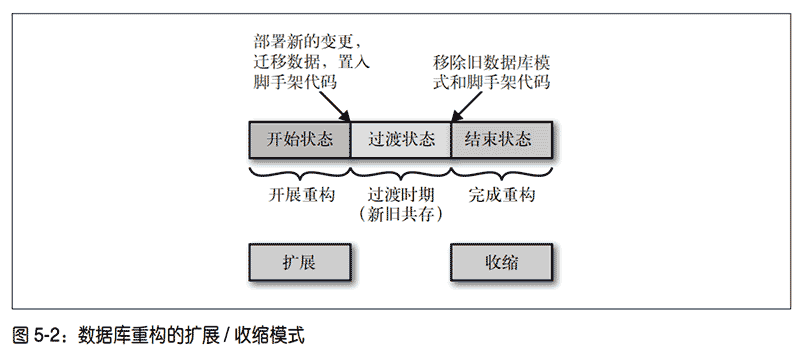 部署新的变更，
迁移数据，置入
脚手架代码
移除旧数据库模
式和脚手架代码
开始状态
过渡状态
结束状态
开展重构
过渡时期
（新旧共存）
完成重构
扩展
收缩
图 5-2：数据库重构的扩展 / 收缩模式